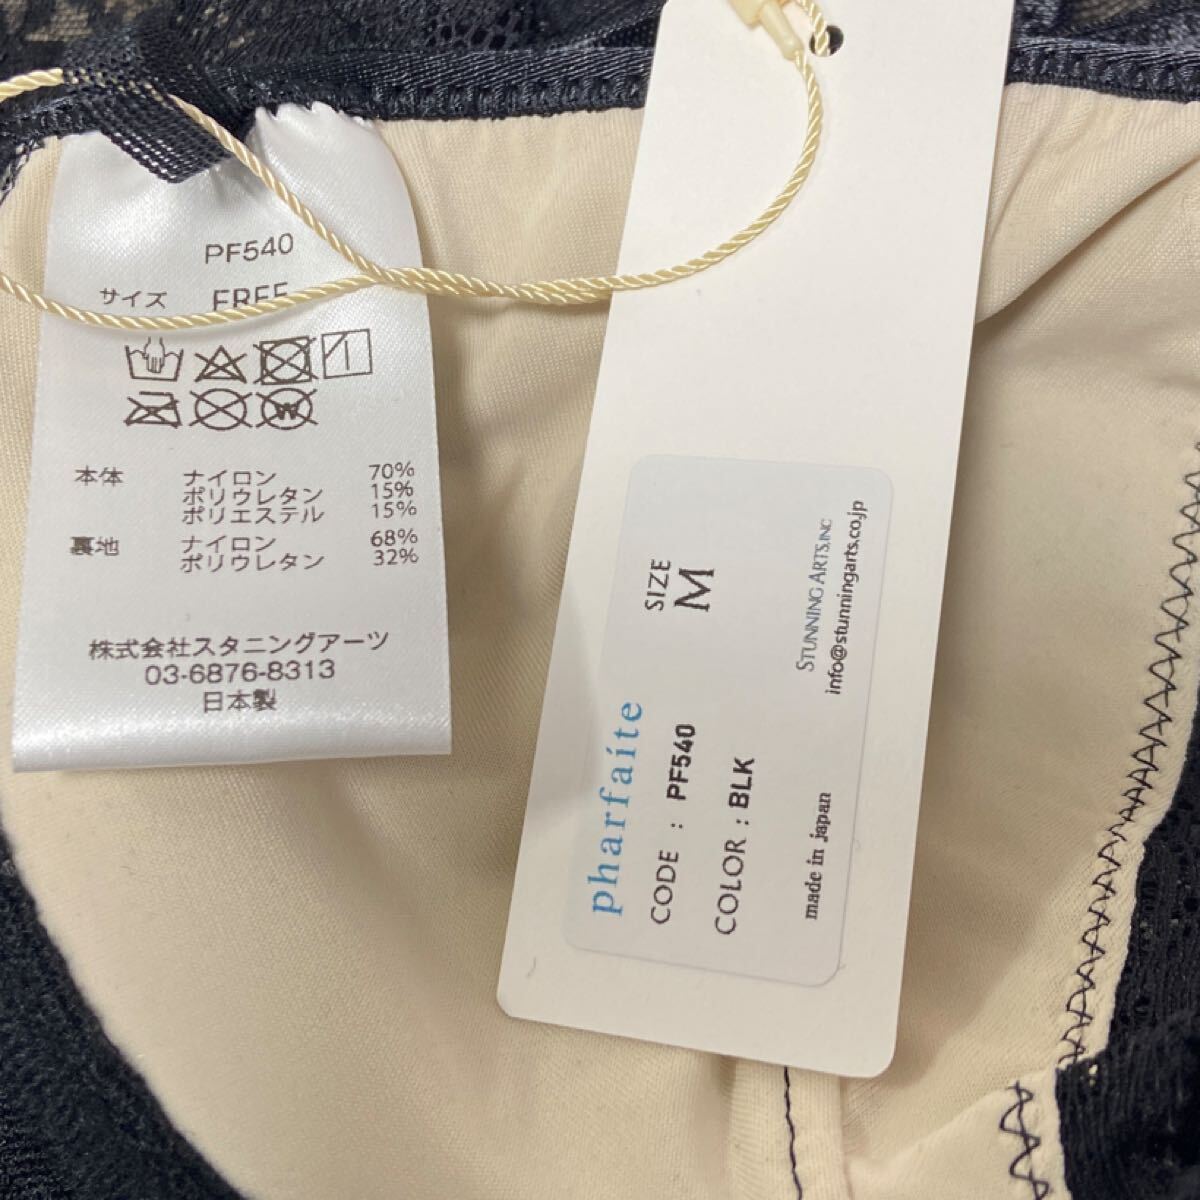 PF540
サイズ FREE
本体 ナイロン 70%
ポリウレタン 15%
ポリエステル 15%
裏地 ナイロン 68%
ポリウレタン 32%
株式会社スタニングアーツ
03-6876-8313
日本製
pharfaite
SIZE
M
CODE : PF540
COLOR : BLK
STUNNING ARTS.INC
made in japan
info@stunningarts.co.jp